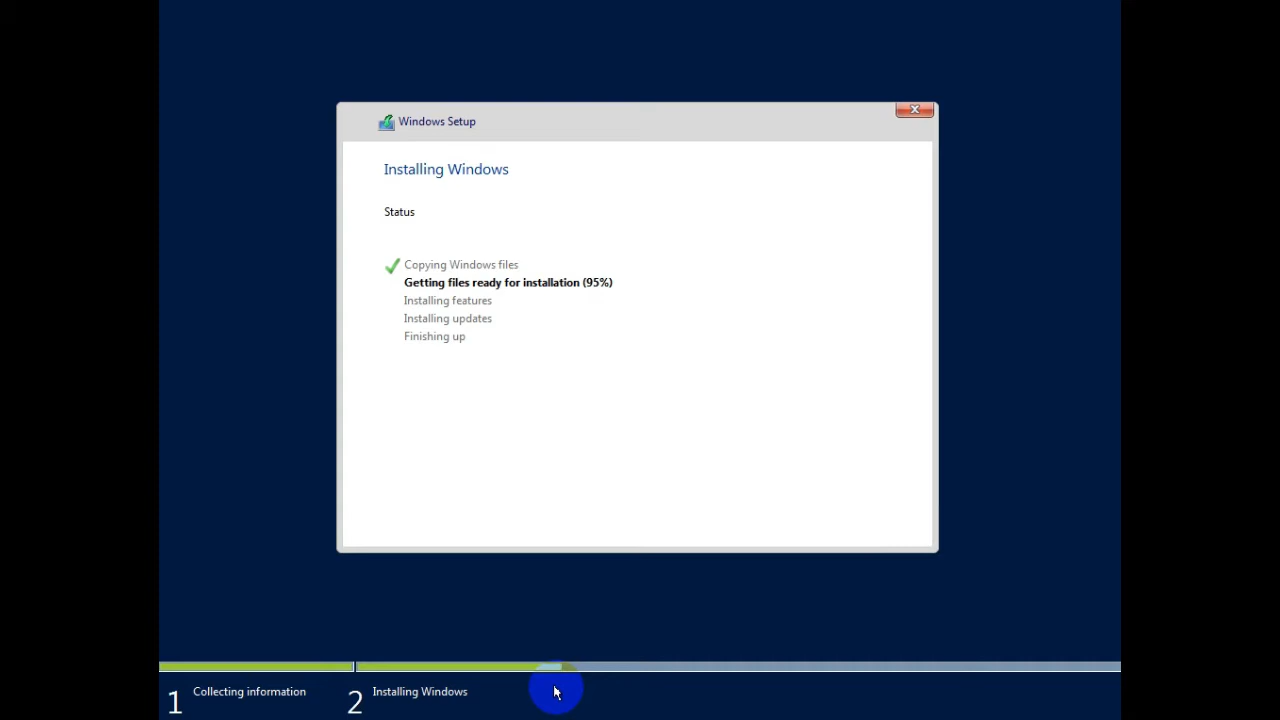 Windows Setup
Installing Windows
Status
Copying Windows files
Getting files ready for installation (95%)
Installing features
Installing updates
Finishing up
1 Collecting information
2 Installing Windows